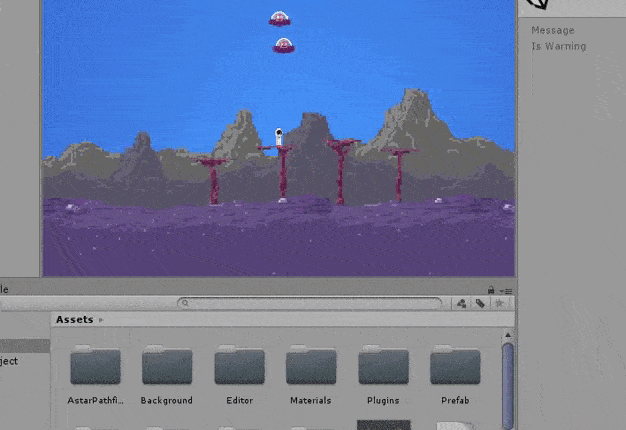 Message
Is Warning
le
Assets
ject
AstarPathfi...
Background
Editor
Materials
Plugins
Prefab